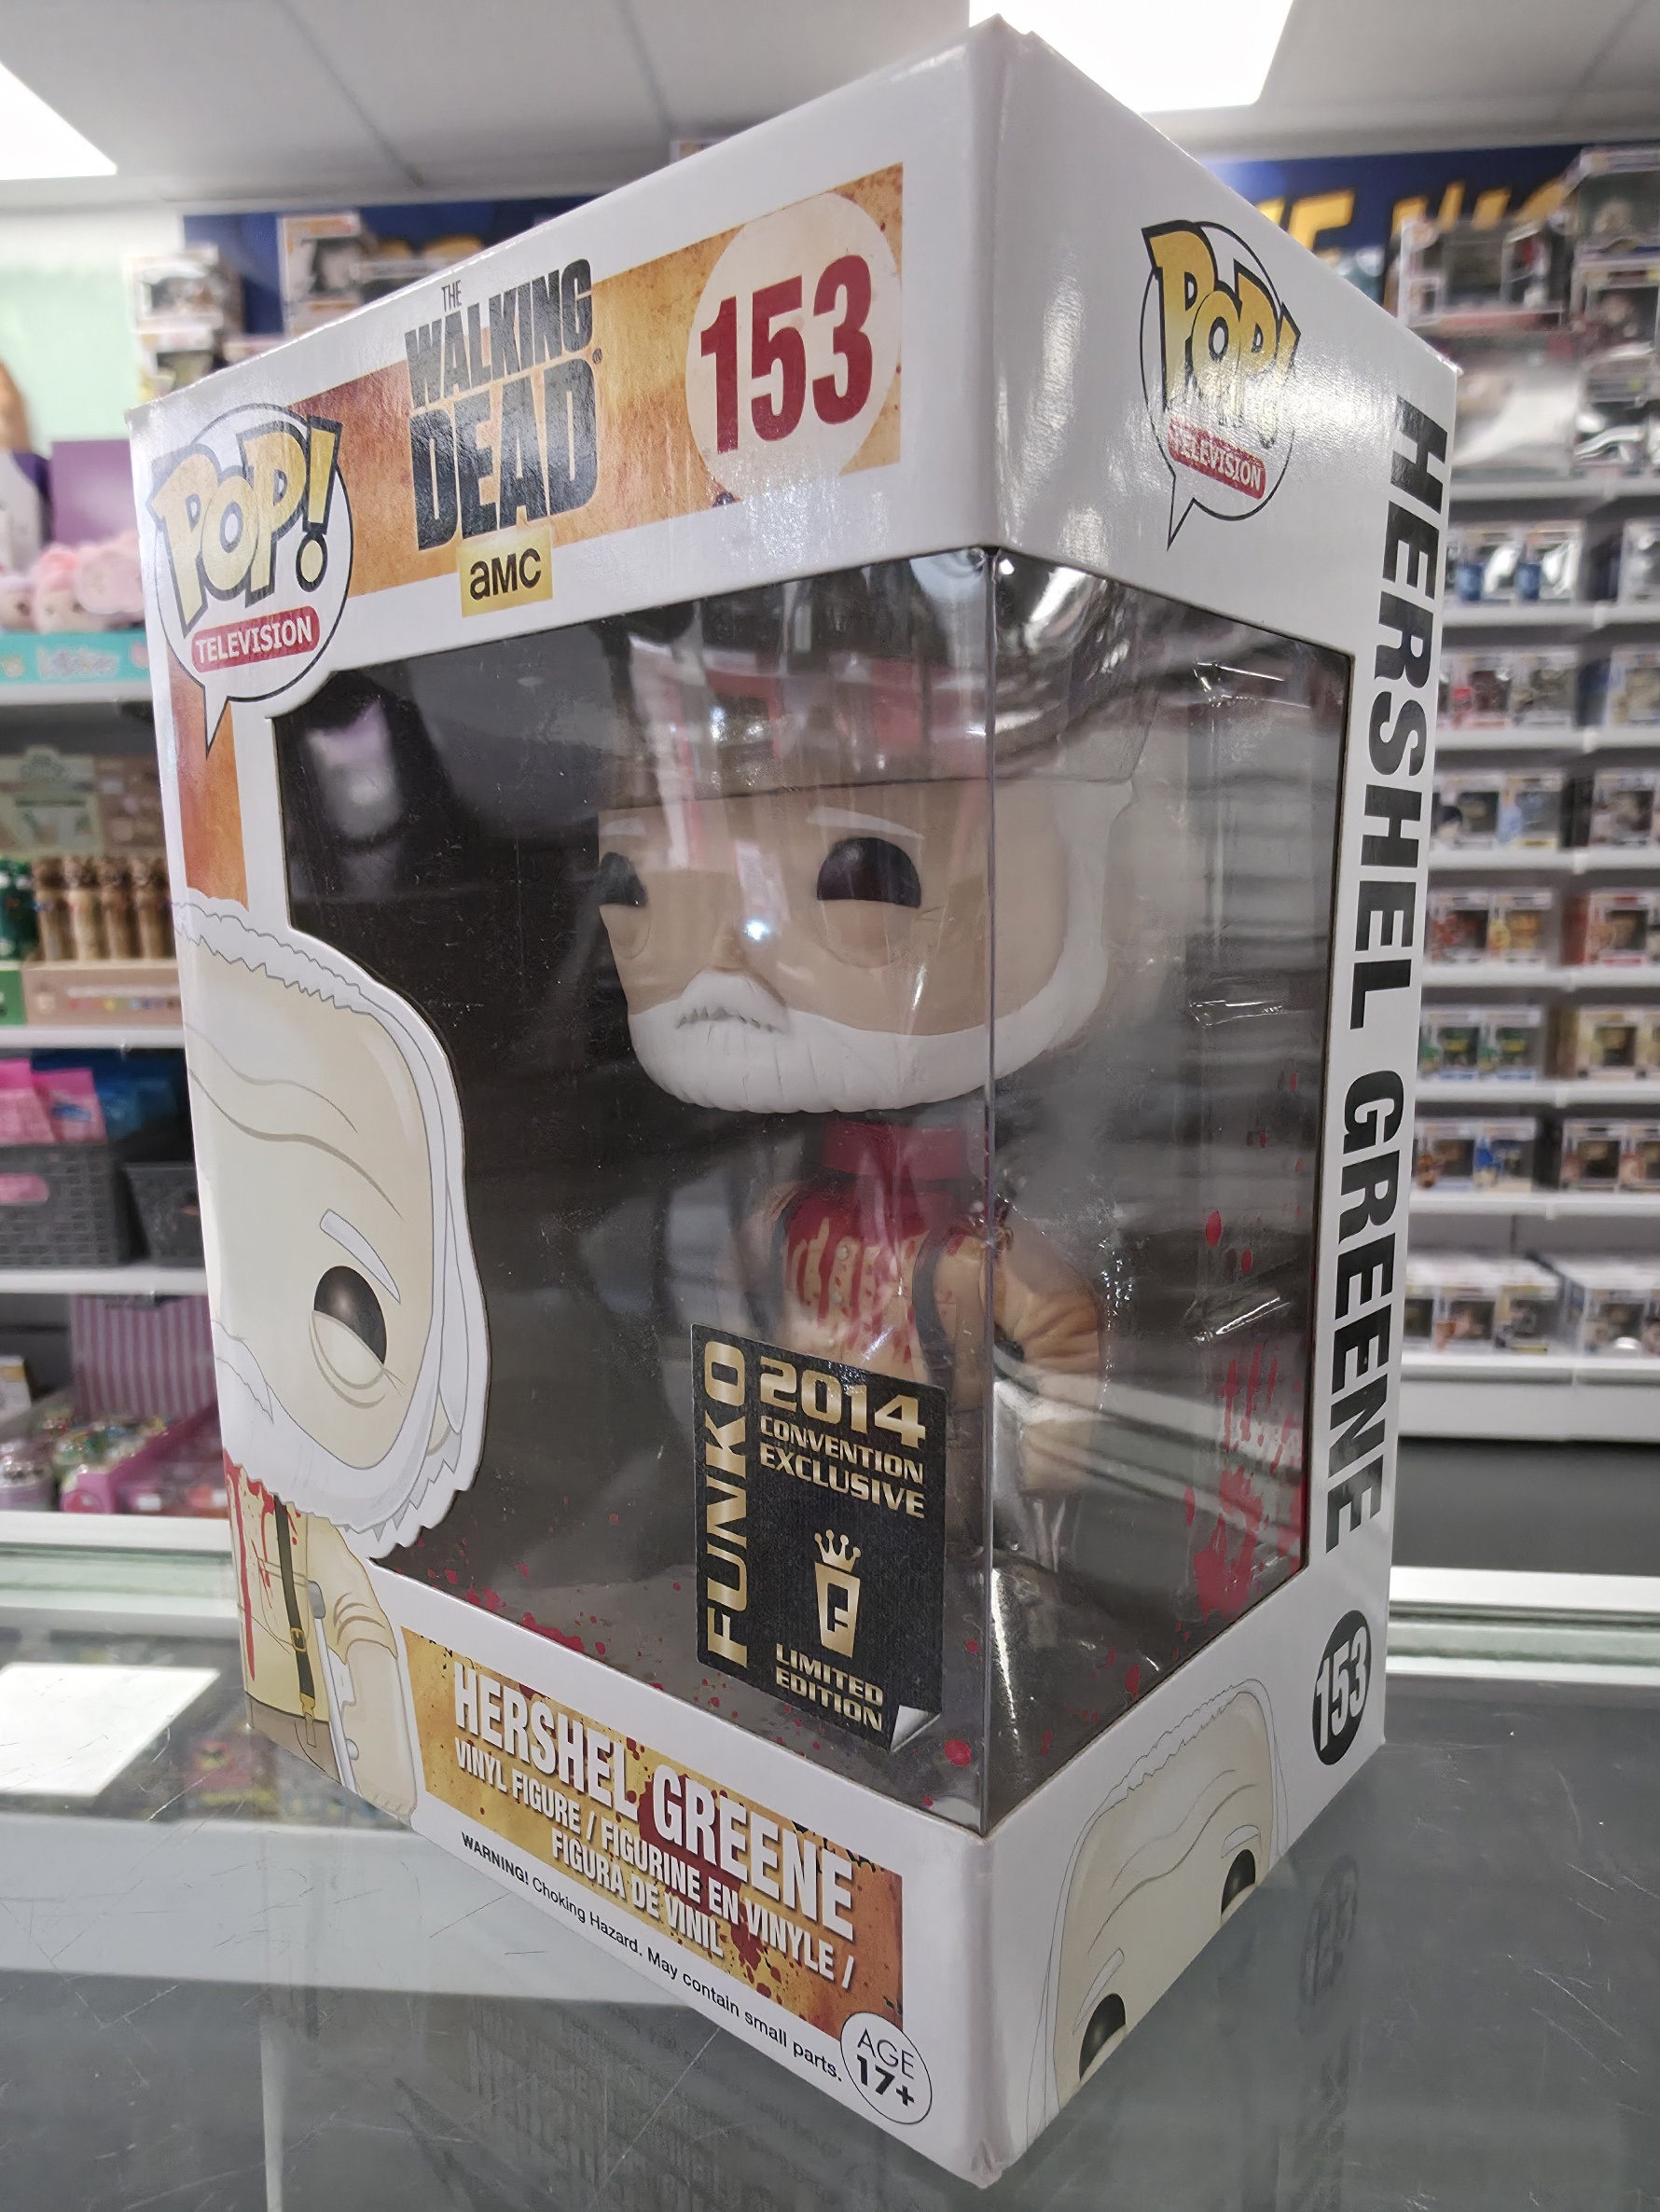 THE
WALKING
DEAD
aMC
153
POP!
TELEVISION
POP!
TELEVISION
HERSHEL GREENE
153
FUNKO
2014
CONVENTION
EXCLUSIVE
F
LIMITED
EDITION
HERSHEL GREENE
VINYL FIGURE / FIGURINE EN VINYLE /
FIGURA DE VINIL
WARNING! Choking Hazard. May contain small parts.
AGE
17+